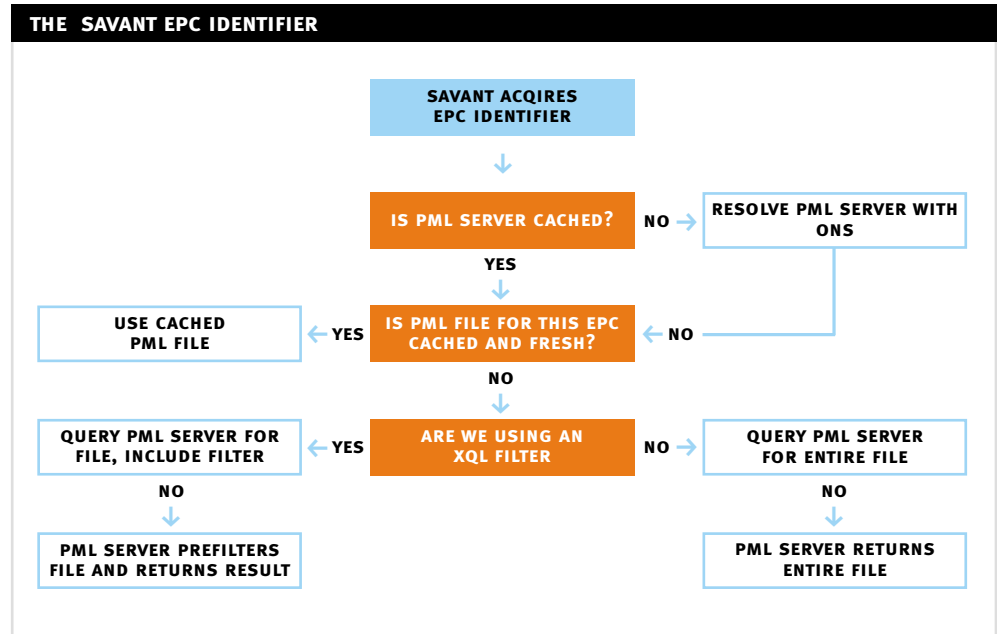 THE SAVANT EPC IDENTIFIER
SAVANT ACQIRES
EPC IDENTIFIER
IS PML SERVER CACHED?
NO
RESOLVE PML SERVER WITH
ONS
YES
USE CACHED
PML FILE
YES
IS PML FILE FOR THIS EPC
CACHED AND FRESH?
NO
NO
QUERY PML SERVER FOR
FILE, INCLUDE FILTER
YES
ARE WE USING AN
XQL FILTER
NO
QUERY PML SERVER
FOR ENTIRE FILE
NO
NO
PML SERVER PREFILTERS
FILE AND RETURNS RESULT
PML SERVER RETURNS
ENTIRE FILE